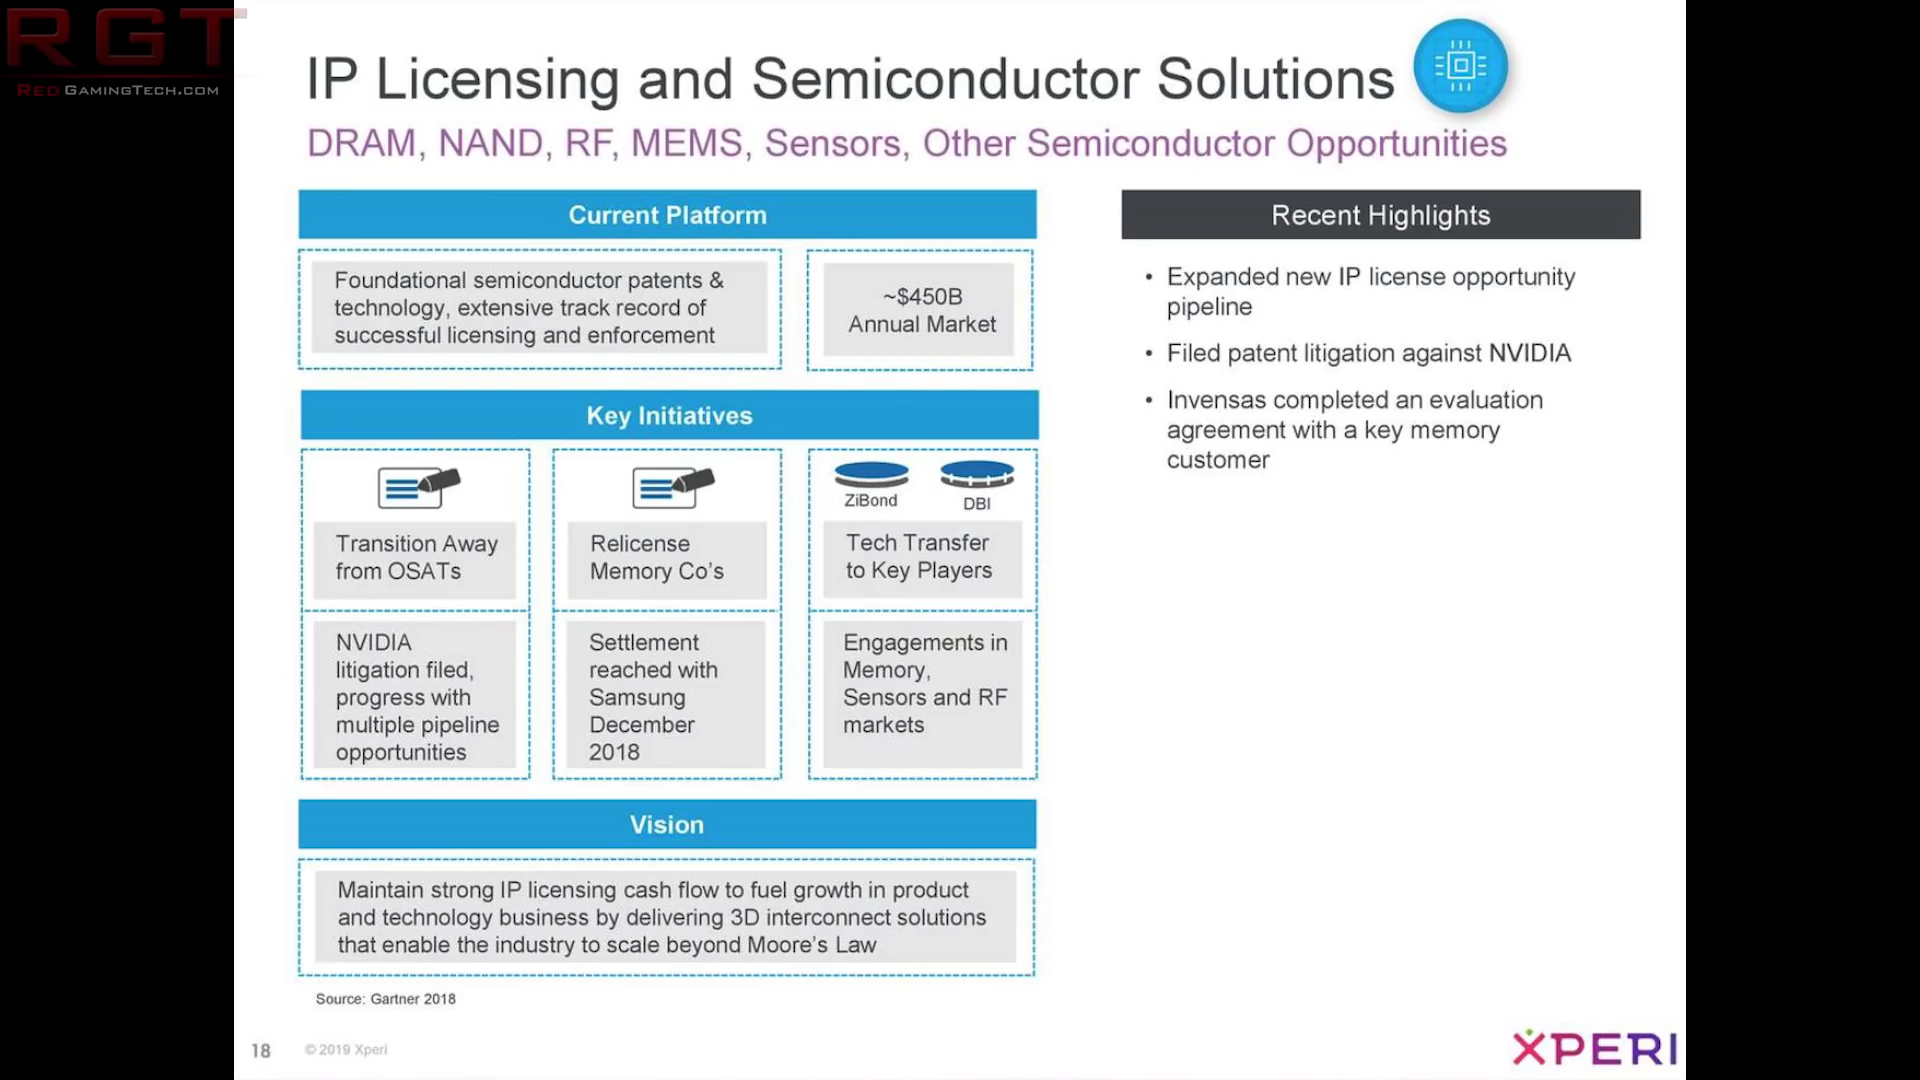 RGT
REDGAMINGTECH.COM
IP Licensing and Semiconductor Solutions
DRAM, NAND, RF, MEMS, Sensors, Other Semiconductor Opportunities
Current Platform
Foundational semiconductor patents &
technology, extensive track record of
successful licensing and enforcement
~$450B
Annual Market
Key Initiatives
Transition Away
from OSATs
NVIDIA
litigation filed,
progress with
multiple pipeline
opportunities
Relicense
Memory Co's
Settlement
reached with
Samsung
December
2018
ZiBond
DBI
Tech Transfer
to Key Players
Engagements in
Memory,
Sensors and RF
markets
Vision
Maintain strong IP licensing cash flow to fuel growth in product
and technology business by delivering 3D interconnect solutions
that enable the industry to scale beyond Moore's Law
Source: Gartner 2018
Recent Highlights
• Expanded new IP license opportunity
pipeline
• Filed patent litigation against NVIDIA
• Invensas completed an evaluation
agreement with a key memory
customer
18
© 2019 Xperi
XPERI